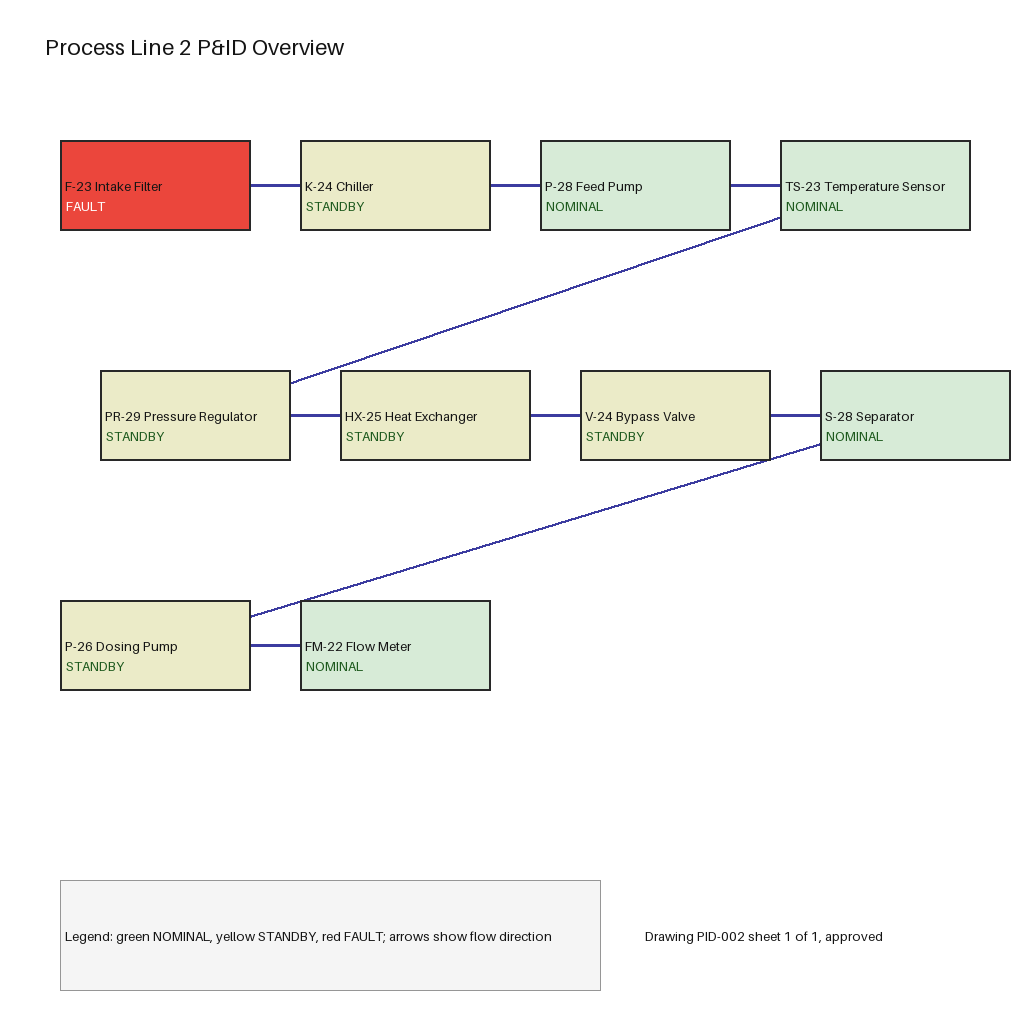 Process Line 2 P&ID Overview
F-23 Intake Filter
FAULT
K-24 Chiller
STANDBY
P-28 Feed Pump
NOMINAL
TS-23 Temperature Sensor
NOMINAL
PR-29 Pressure Regulator
STANDBY
HX-25 Heat Exchanger
STANDBY
V-24 Bypass Valve
STANDBY
S-28 Separator
NOMINAL
P-26 Dosing Pump
STANDBY
FM-22 Flow Meter
NOMINAL
Legend: green NOMINAL, yellow STANDBY, red FAULT; arrows show flow direction
Drawing PID-002 sheet 1 of 1, approved